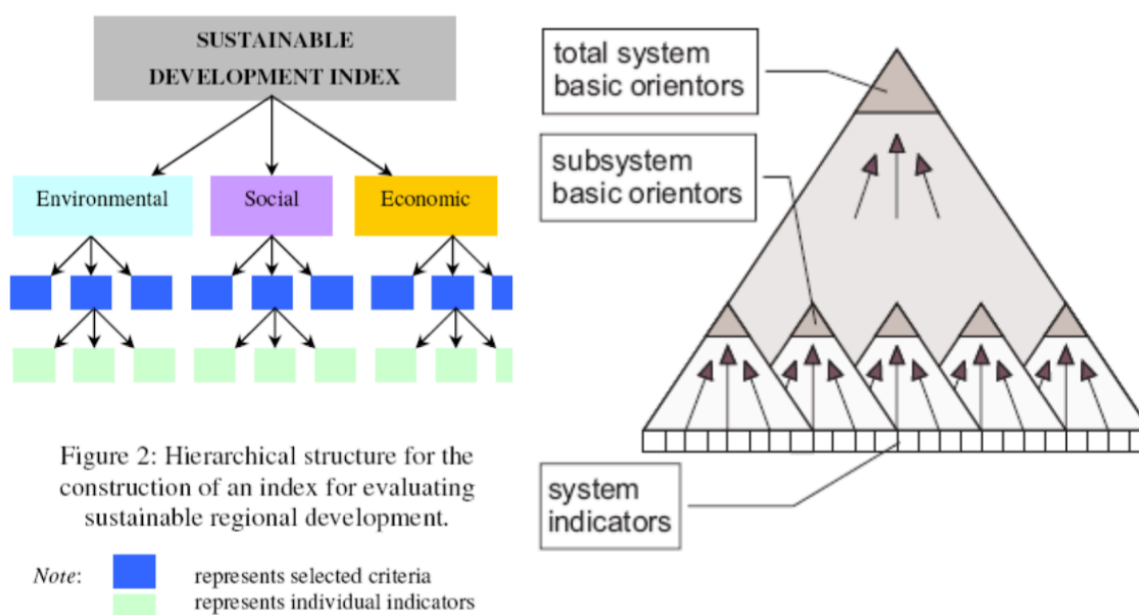 SUSTAINABLE
DEVELOPMENT INDEX
Environmental
Social
Economic
Figure 2: Hierarchical structure for the
construction of an index for evaluating
sustainable regional development.
Note:
represents selected criteria
represents individual indicators
total system
basic orientors
subsystem
basic orientors
system
indicators